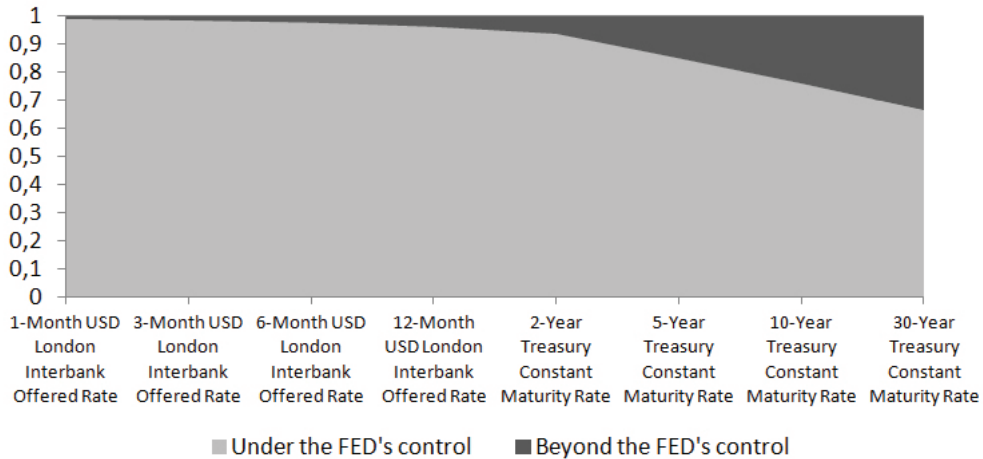 1
0,9
0,8
0,7
0,6
0,5
0,4
0,3
0,2
0,1
0
1-Month USD London Interbank Offered Rate
3-Month USD London Interbank Offered Rate
6-Month USD London Interbank Offered Rate
12-Month USD London Interbank Offered Rate
2-Year Treasury Constant Maturity Rate
5-Year Treasury Constant Maturity Rate
10-Year Treasury Constant Maturity Rate
30-Year Treasury Constant Maturity Rate
Under the FED's control
Beyond the FED's control